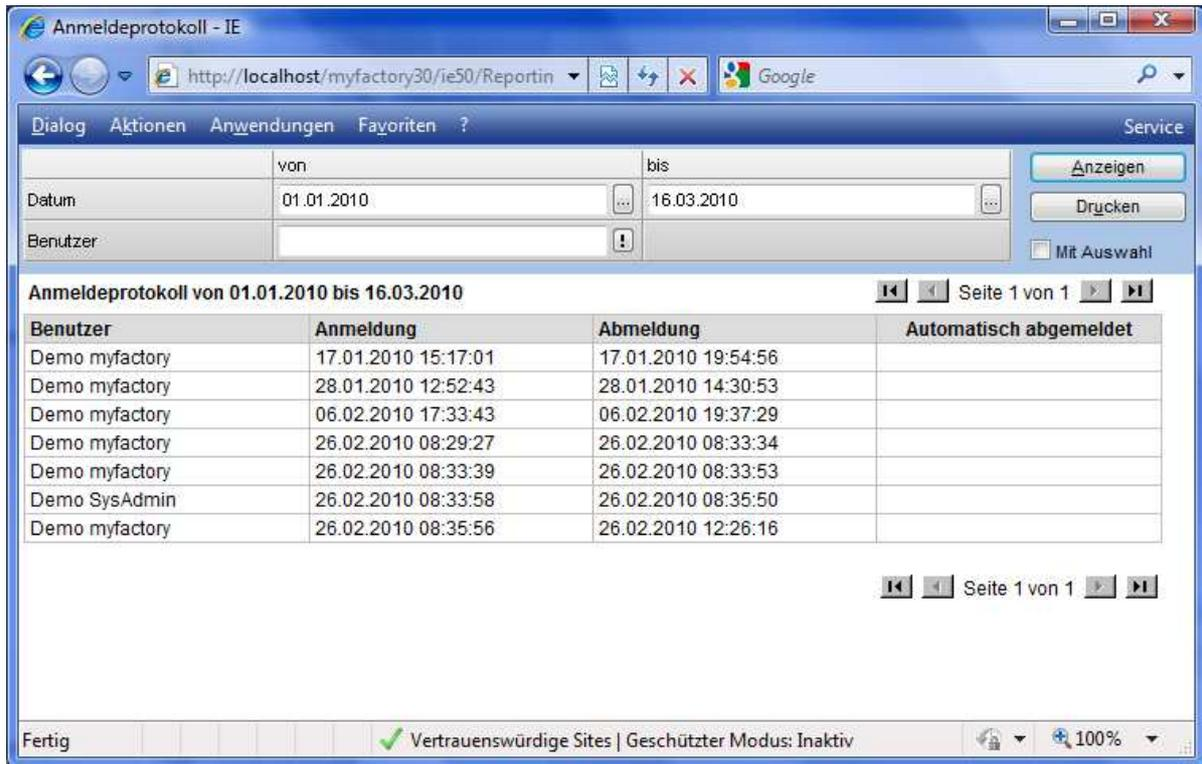 Anmeldeprotokoll - IE
http://localhost/myfactory30/ie50/Reportin
Google
Dialog Aktionen Anwendungen Favoriten ? Service
von bis Anzeigen
Datum 01.01.2010 ... 16.03.2010 ... Drucken
Benutzer ! Mit Auswahl
Anmeldeprotokoll von 01.01.2010 bis 16.03.2010 Seite 1 von 1
Benutzer Anmeldung Abmeldung Automatisch abgemeldet
Demo myfactory 17.01.2010 15:17:01 17.01.2010 19:54:56
Demo myfactory 28.01.2010 12:52:43 28.01.2010 14:30:53
Demo myfactory 06.02.2010 17:33:43 06.02.2010 19:37:29
Demo myfactory 26.02.2010 08:29:27 26.02.2010 08:33:34
Demo myfactory 26.02.2010 08:33:39 26.02.2010 08:33:53
Demo SysAdmin 26.02.2010 08:33:58 26.02.2010 08:35:50
Demo myfactory 26.02.2010 08:35:56 26.02.2010 12:26:16
Seite 1 von 1
Fertig Vertrauenswürdige Sites | Geschützter Modus: Inaktiv 100%